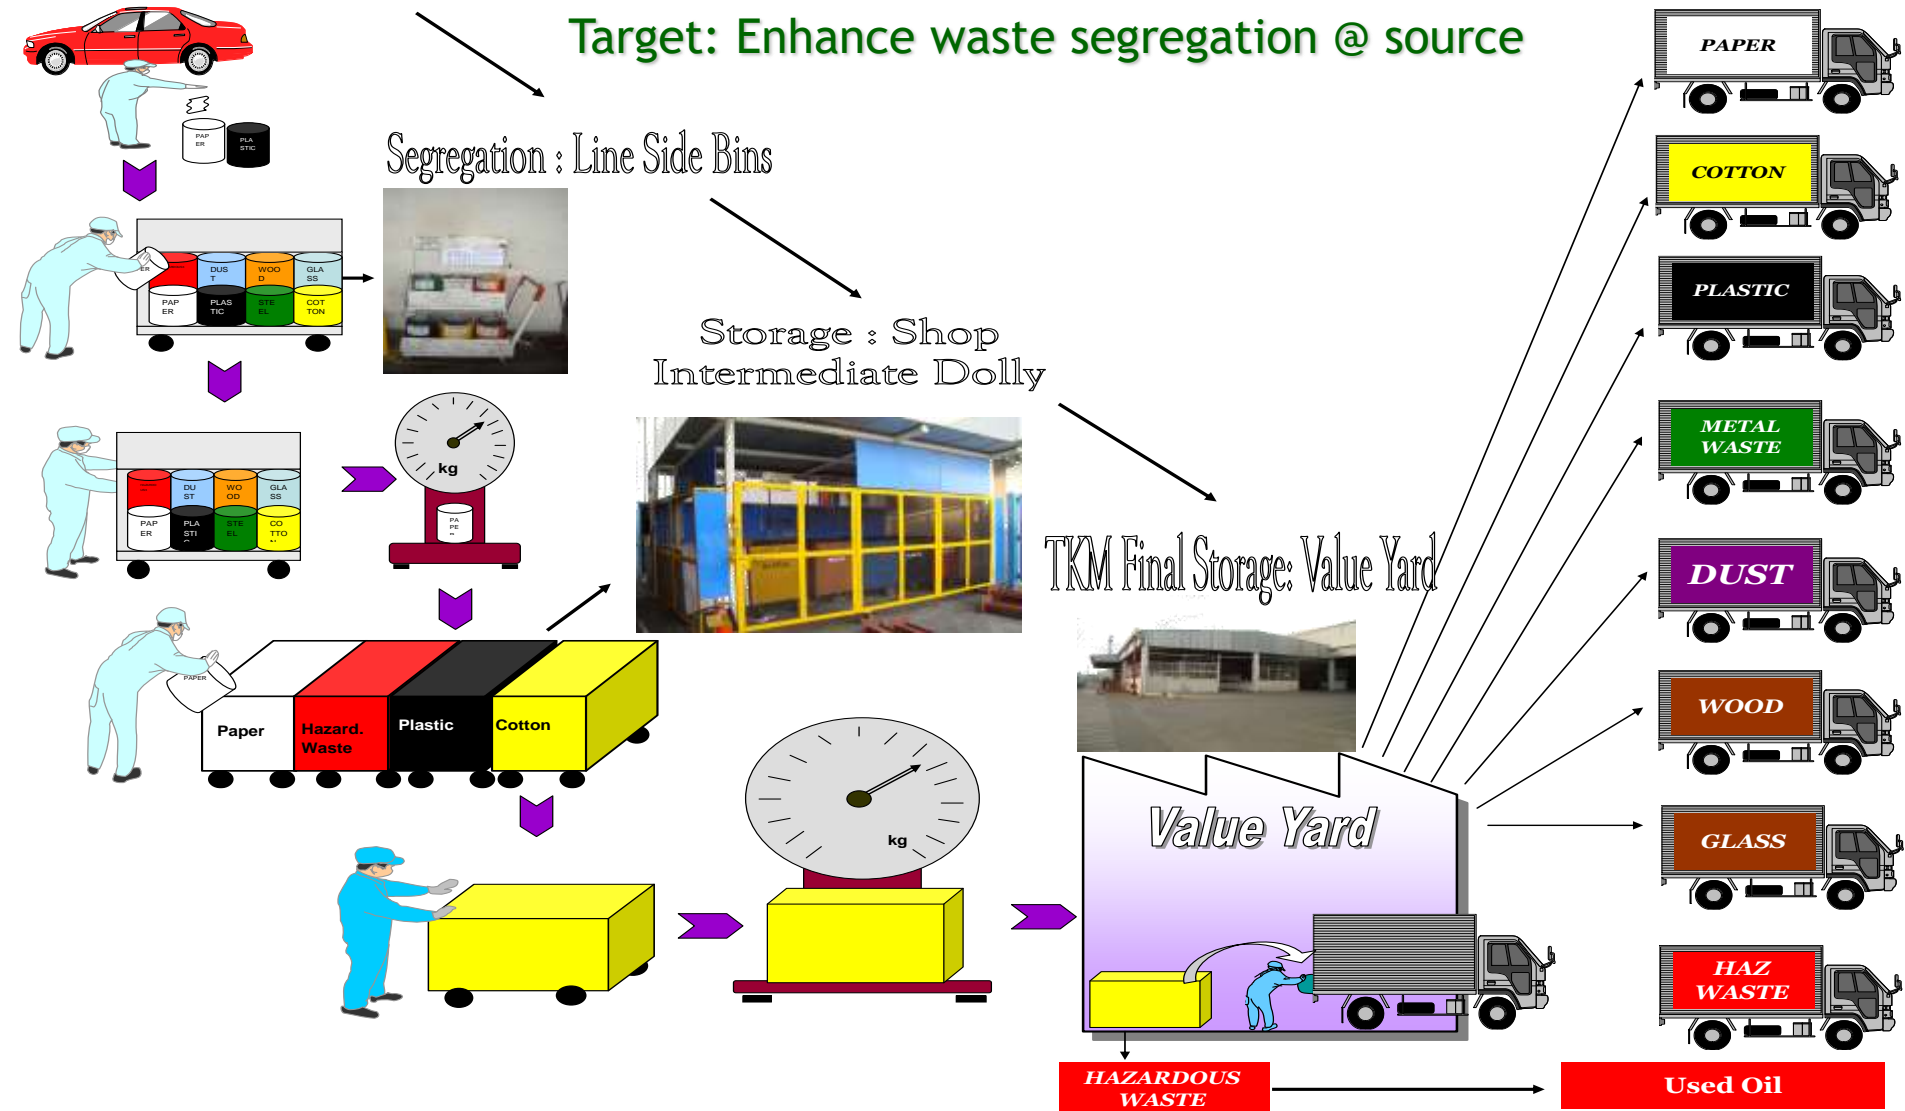 Target: Enhance waste segregation @ source
PAP
ER
PLA
STIC
Segregation : Line Side Bins
ER
DUS
T
WOO
D
GLA
SS
PAP
ER
PLAS
TIC
STE
EL
COT
TON
Storage : Shop
Intermediate Dolly
kg
DU
ST
WO
OD
GLA
SS
PAP
ER
PLA
STI
STE
EL
CO
TTO
PA
PE
TKM Final Storage: Value Yard
PAPER
Paper
Hazard.
Waste
Plastic
Cotton
kg
Value Yard
HAZARDOUS
WASTE
Used Oil
PAPER
COTTON
PLASTIC
METAL
WASTE
DUST
WOOD
GLASS
HAZ
WASTE